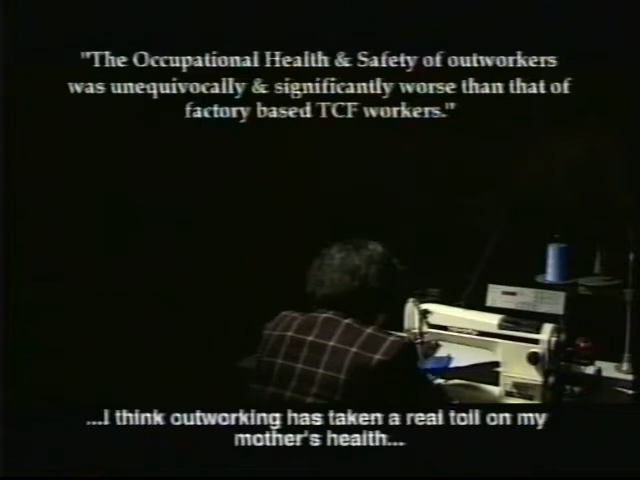 "The Occupational Health & Safety of outworkers
was unequivocally & significantly worse than that of
factory based TCF workers."
...I think outworking has taken a real toll on my
mother's health...